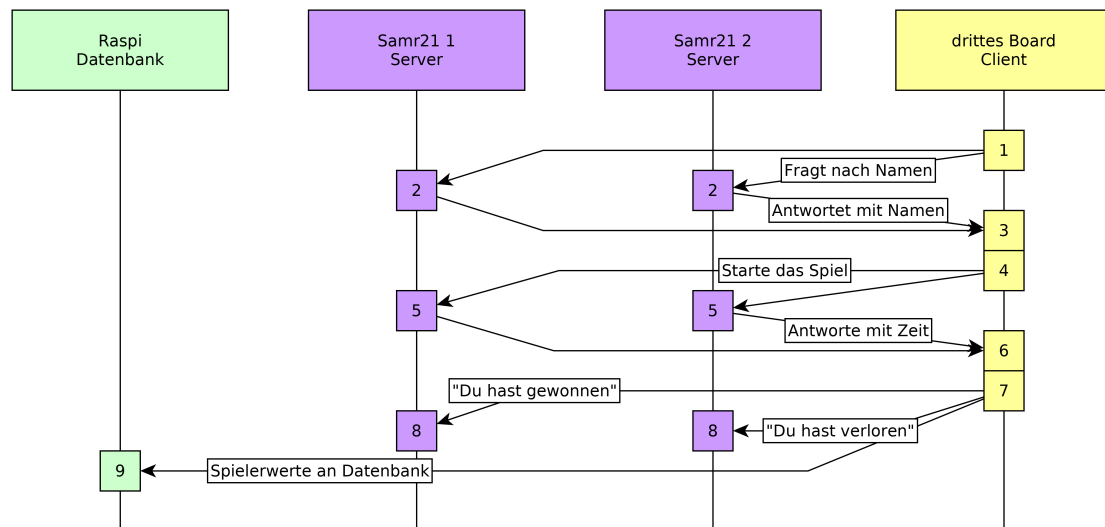 Raspi
Datenbank
Samr21 1
Server
Samr21 2
Server
drittes Board
Client
1
Fragt nach Namen
2
2
Antwortet mit Namen
3
Starte das Spiel
4
5
5
Antworte mit Zeit
6
"Du hast gewonnen"
7
8
8
"Du hast verloren"
9
Spielerwerte an Datenbank